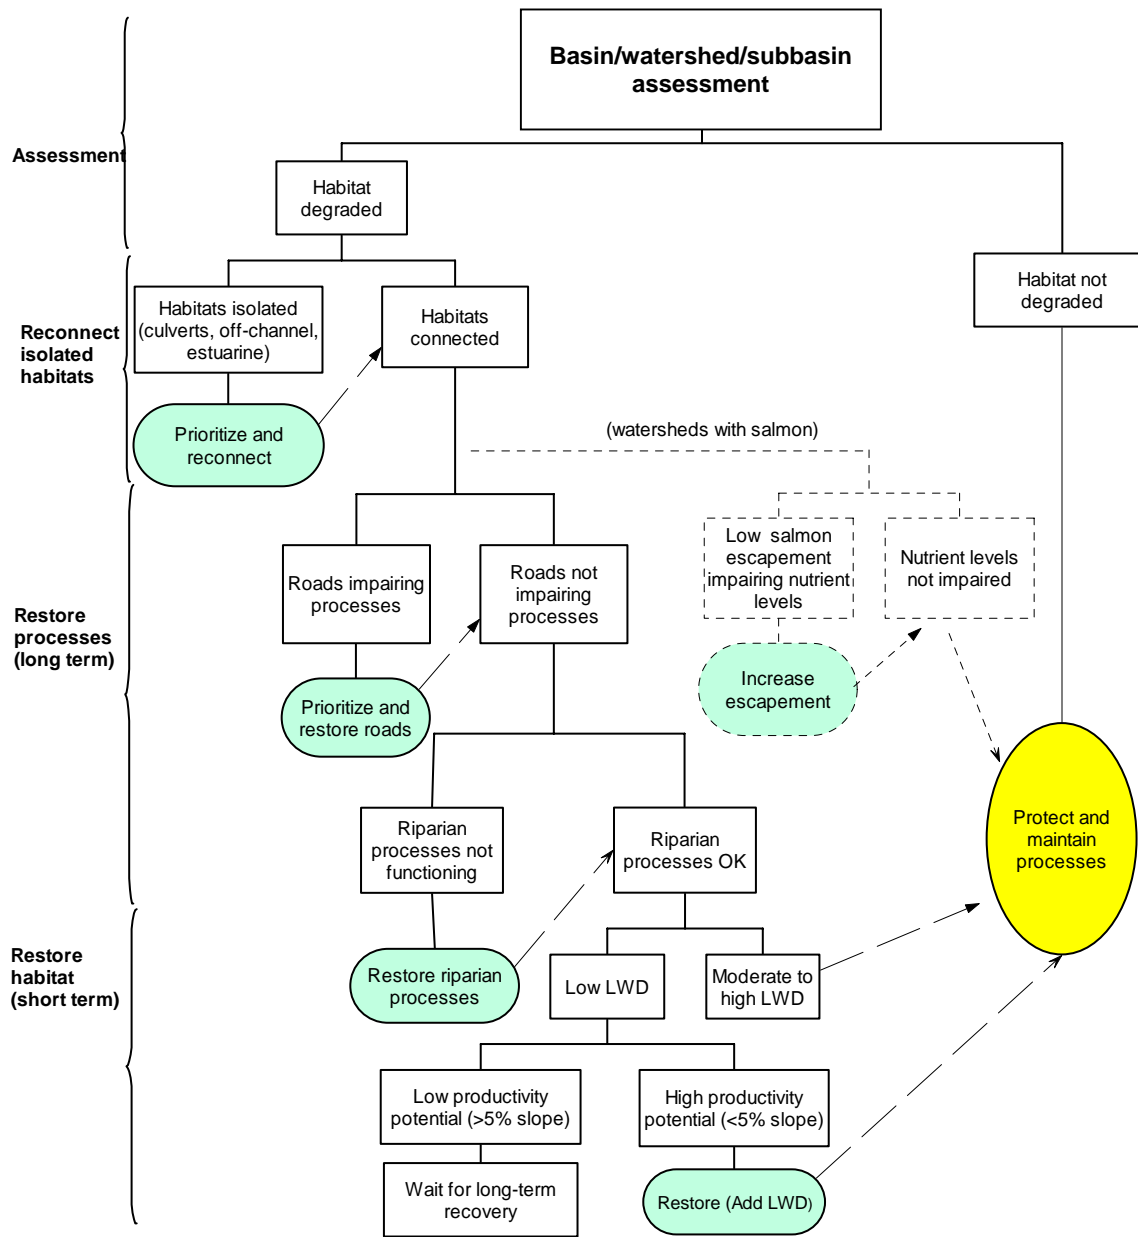 Basin/watershed/subbasin
assessment
Assessment
Habitat
degraded
Habitat not
degraded
Reconnect
isolated
habitats
Habitats isolated
(culverts, off-channel,
estuarine)
Habitats
connected
Prioritize and
reconnect
(watersheds with salmon)
Restore
processes
(long term)
Roads impairing
processes
Roads not
impairing
processes
Low salmon
escapement
impairing nutrient
levels
Nutrient levels
not impaired
Prioritize and
restore roads
Increase
escapement
Riparian
processes not
functioning
Riparian
processes OK
Protect and
maintain
processes
Restore
habitat
(short term)
Restore riparian
processes
Low LWD
Moderate to
high LWD
Low productivity
potential (>5% slope)
High productivity
potential (<5% slope)
Wait for long-term
recovery
Restore (Add LWD)